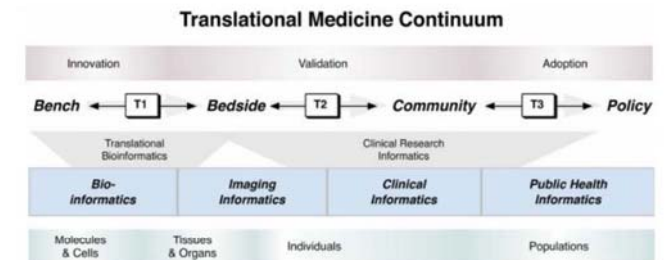 Translational Medicine Continuum
Innovation Validation Adoption
Bench T1 Bedside T2 Community T3 Policy
Translational
Bioinformatics
Clinical Research
Informatics
Bio-
informatics
Imaging
Informatics
Clinical
Informatics
Public Health
Informatics
Molecules
& Cells
Tissues
& Organs
Individuals
Populations